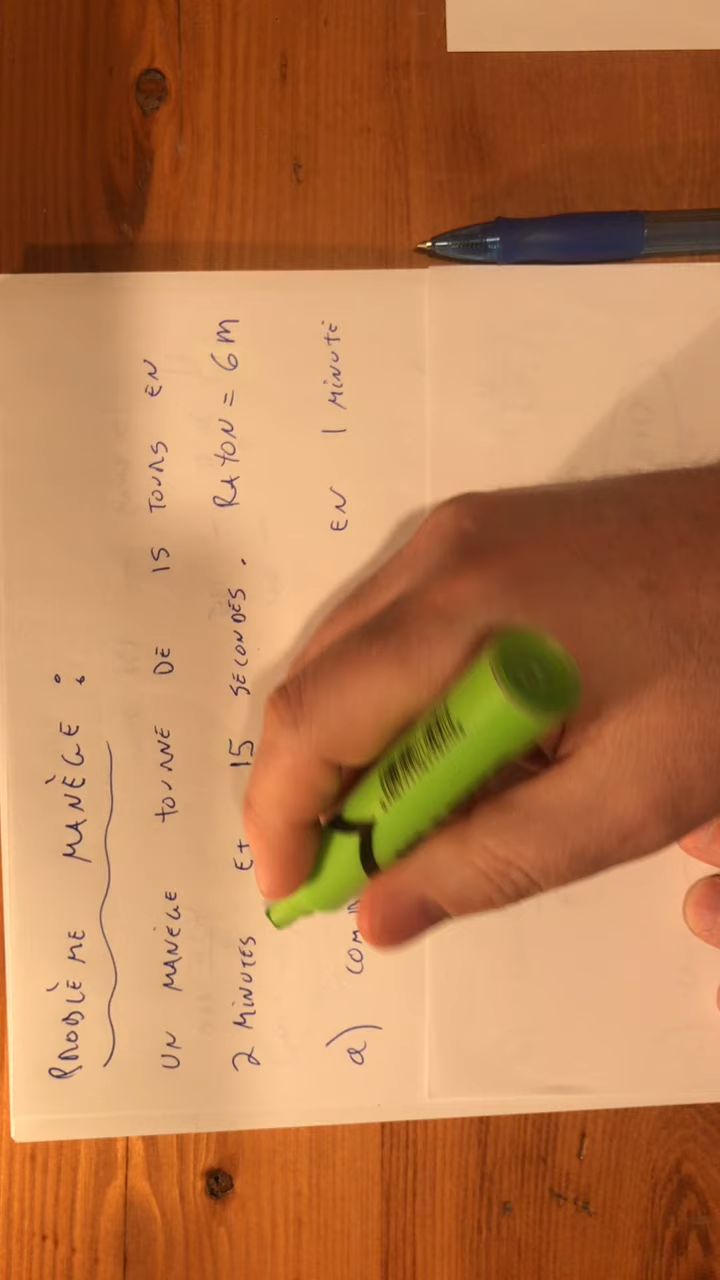 PROBLÈME MANÈGE :
UN MANÈGE TOURNE DE 15 TOURS EN
2 MINUTES ET 15 SECONDES. RAYON = 6M
a) EN 1 MINUTE